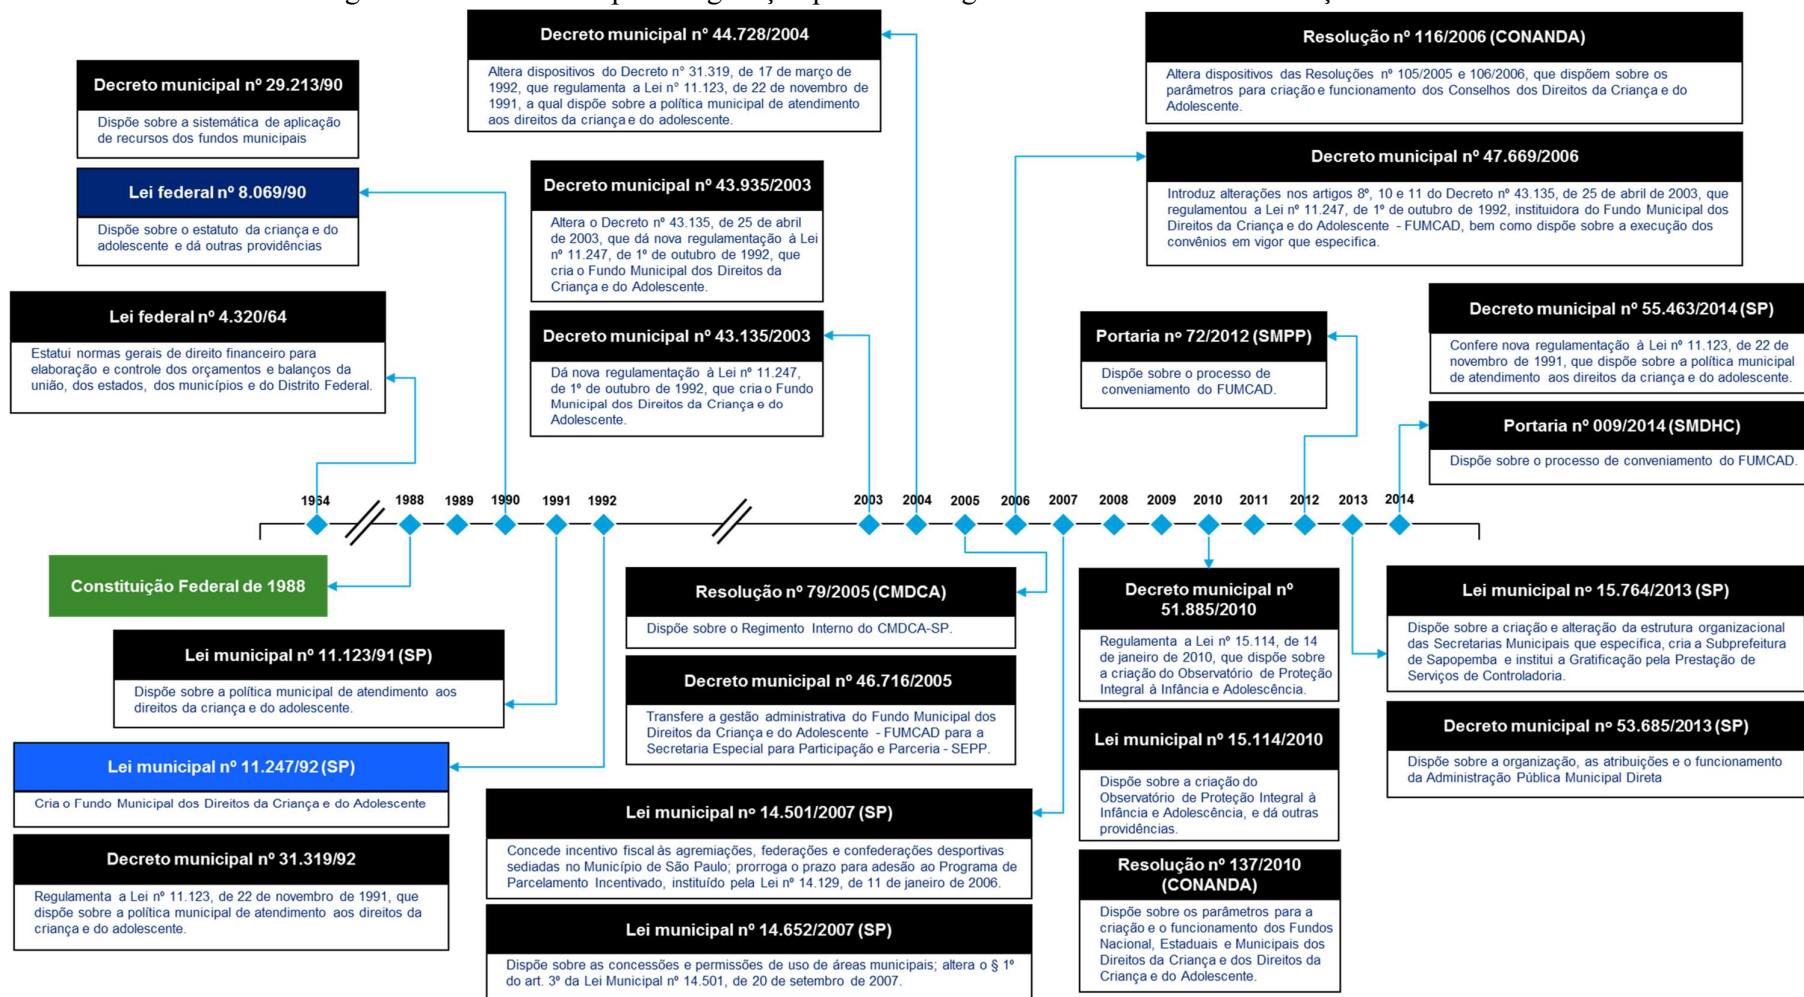 Decreto municipal nº 44.728/2004
Altera dispositivos do Decreto n° 31.319, de 17 de março de
1992, que regulamenta a Lei n° 11.123, de 22 de novembro de
1991, a qual dispõe sobre a política municipal de atendimento
aos direitos da criança e do adolescente.
Resolução nº 116/2006 (CONANDA)
Altera dispositivos das Resoluções nº 105/2005 e 106/2006, que dispõem sobre os
parâmetros para criação e funcionamento dos Conselhos dos Direitos da Criança e do
Adolescente.
Decreto municipal nº 29.213/90
Dispõe sobre a sistemática de aplicação
de recursos dos fundos municipais
Lei federal nº 8.069/90
Dispõe sobre o estatuto da criança e do
adolescente e dá outras providências
Decreto municipal nº 43.935/2003
Altera o Decreto nº 43.135, de 25 de abril
de 2003, que dá nova regulamentação à Lei
nº 11.247, de 1º de outubro de 1992, que
cria o Fundo Municipal dos Direitos da
Criança e do Adolescente.
Decreto municipal nº 47.669/2006
Introduz alterações nos artigos 8º, 10 e 11 do Decreto nº 43.135, de 25 de abril de 2003, que
regulamentou a Lei nº 11.247, de 1º de outubro de 1992, instituidora do Fundo Municipal dos
Direitos da Criança e do Adolescente - FUMCAD, bem como dispõe sobre a execução dos
convênios em vigor que especifica.
Lei federal nº 4.320/64
Estatui normas gerais de direito financeiro para
elaboração e controle dos orçamentos e balanços da
união, dos estados, dos municípios e do Distrito Federal.
Decreto municipal nº 43.135/2003
Dá nova regulamentação à Lei nº 11.247,
de 1º de outubro de 1992, que cria o Fundo
Municipal dos Direitos da Criança e do
Adolescente.
Portaria nº 72/2012 (SMPP)
Dispõe sobre o processo de
conveniamento do FUMCAD.
Decreto municipal nº 55.463/2014 (SP)
Confere nova regulamentação à Lei nº 11.123, de 22 de
novembro de 1991, que dispõe sobre a política municipal
de atendimento aos direitos da criança e do adolescente.
Portaria nº 009/2014 (SMDHC)
Dispõe sobre o processo de conveniamento do FUMCAD.
1964 1988 1989 1990 1991 1992 2003 2004 2005 2006 2007 2008 2009 2010 2011 2012 2013 2014
Constituição Federal de 1988
Lei municipal nº 11.123/91 (SP)
Dispõe sobre a política municipal de atendimento aos
direitos da criança e do adolescente.
Lei municipal nº 11.247/92 (SP)
Cria o Fundo Municipal dos Direitos da Criança e do Adolescente
Decreto municipal nº 31.319/92
Regulamenta a Lei nº 11.123, de 22 de novembro de 1991, que
dispõe sobre a política municipal de atendimento aos direitos da
criança e do adolescente.
Resolução nº 79/2005 (CMDCA)
Dispõe sobre o Regimento Interno do CMDCA-SP.
Decreto municipal nº 46.716/2005
Transfere a gestão administrativa do Fundo Municipal dos
Direitos da Criança e do Adolescente - FUMCAD para a
Secretaria Especial para Participação e Parceria - SEPP.
Lei municipal nº 14.501/2007 (SP)
Concede incentivo fiscal às agremiações, federações e confederações desportivas
sediadas no Município de São Paulo; prorroga o prazo para adesão ao Programa de
Parcelamento Incentivado, instituído pela Lei nº 14.129, de 11 de janeiro de 2006.
Lei municipal nº 14.652/2007 (SP)
Dispõe sobre as concessões e permissões de uso de áreas municipais; altera o § 1º
do art. 3º da Lei Municipal nº 14.501, de 20 de setembro de 2007.
Decreto municipal nº
51.885/2010
Regulamenta a Lei nº 15.114, de 14
de janeiro de 2010, que dispõe sobre
a criação do Observatório de Proteção
Integral à Infância e Adolescência.
Lei municipal nº 15.114/2010
Dispõe sobre a criação do
Observatório de Proteção Integral à
Infância e Adolescência, e dá outras
providências.
Resolução nº 137/2010
(CONANDA)
Dispõe sobre os parâmetros para a
criação e o funcionamento dos Fundos
Nacional, Estaduais e Municipais dos
Direitos da Criança e dos Direitos da
Criança e do Adolescente.
Lei municipal nº 15.764/2013 (SP)
Dispõe sobre a criação e alteração da estrutura organizacional
das Secretarias Municipais que especifica, cria a Subprefeitura
de Sapopemba e institui a Gratificação pela Prestação de
Serviços de Controladoria.
Decreto municipal nº 53.685/2013 (SP)
Dispõe sobre a organização, as atribuições e o funcionamento
da Administração Pública Municipal Direta